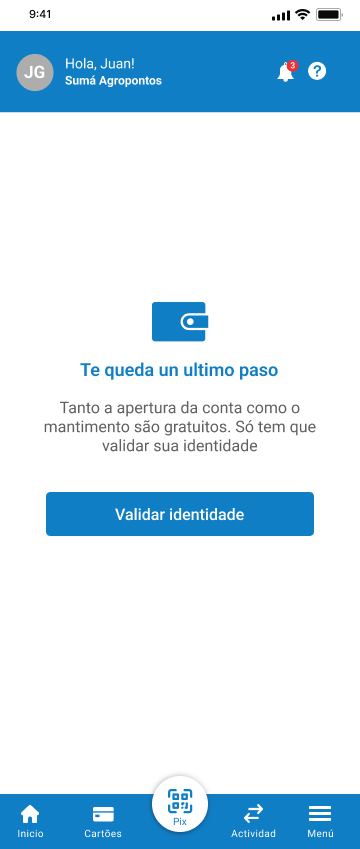 9:41
JG
Hola, Juan!
Sumá Agropontos
3
?
Te queda un ultimo paso
Tanto a apertura da conta como o
mantimento são gratuitos. Só tem que
validar sua identidade
Validar identidade
Inicio
Cartões
Pix
Actividad
Menú